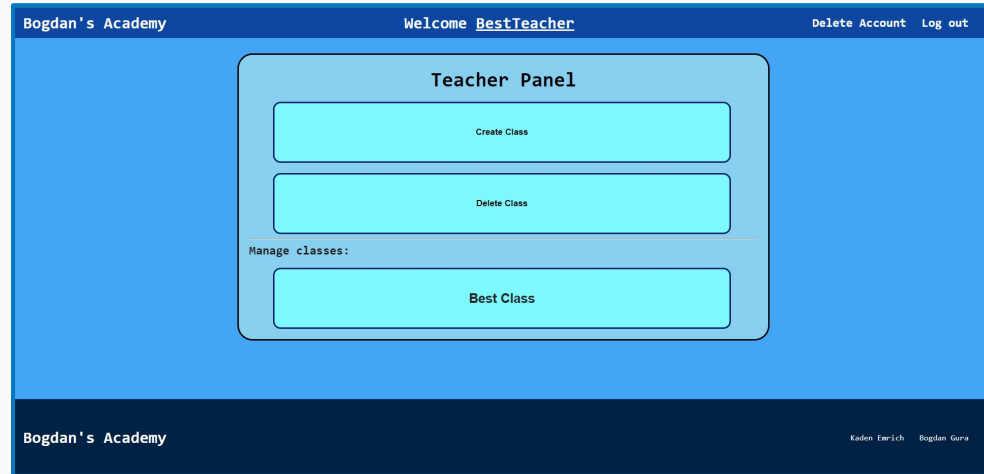 Bogdan's Academy Welcome BestTeacher Delete Account Log out
Teacher Panel
Create Class
Delete Class
Manage classes:
Best Class
Bogdan's Academy Kaden Emrich Bogdan Gura